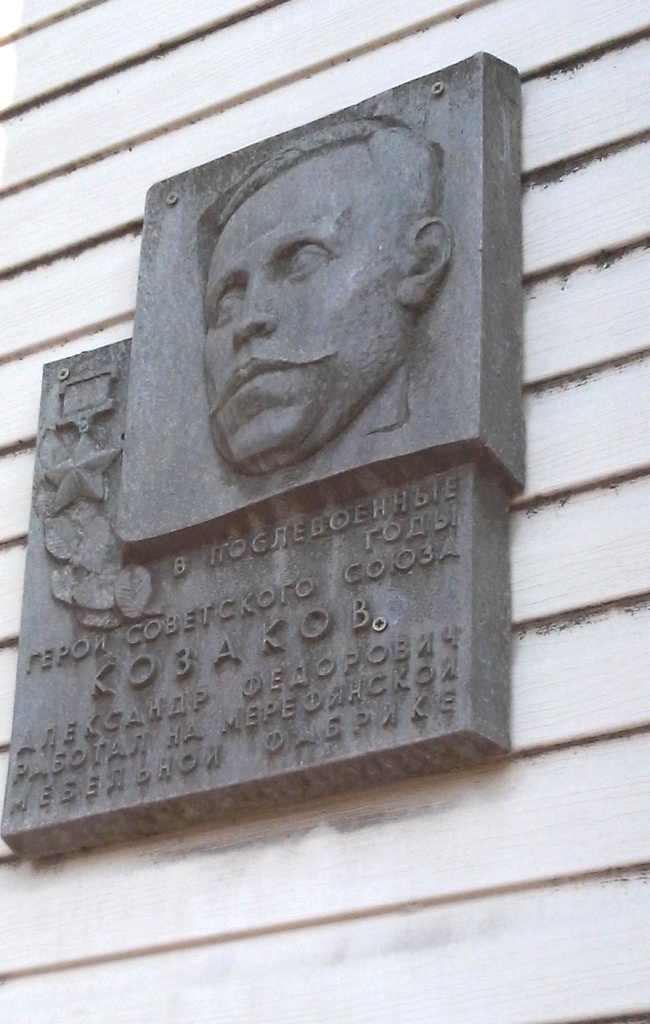 В ПОСЛЕВОЕННЫЕ
ГОДЫ
ГЕРОЙ СОВЕТСКОГО СОЮЗА
КОЗАКОВ
АЛЕКСАНДР ФЕДОРОВИЧ
РАБОТАЛ НА МЕРЕФЯНСКОЙ
МЕБЕЛЬНОЙ ФАБРИКЕ